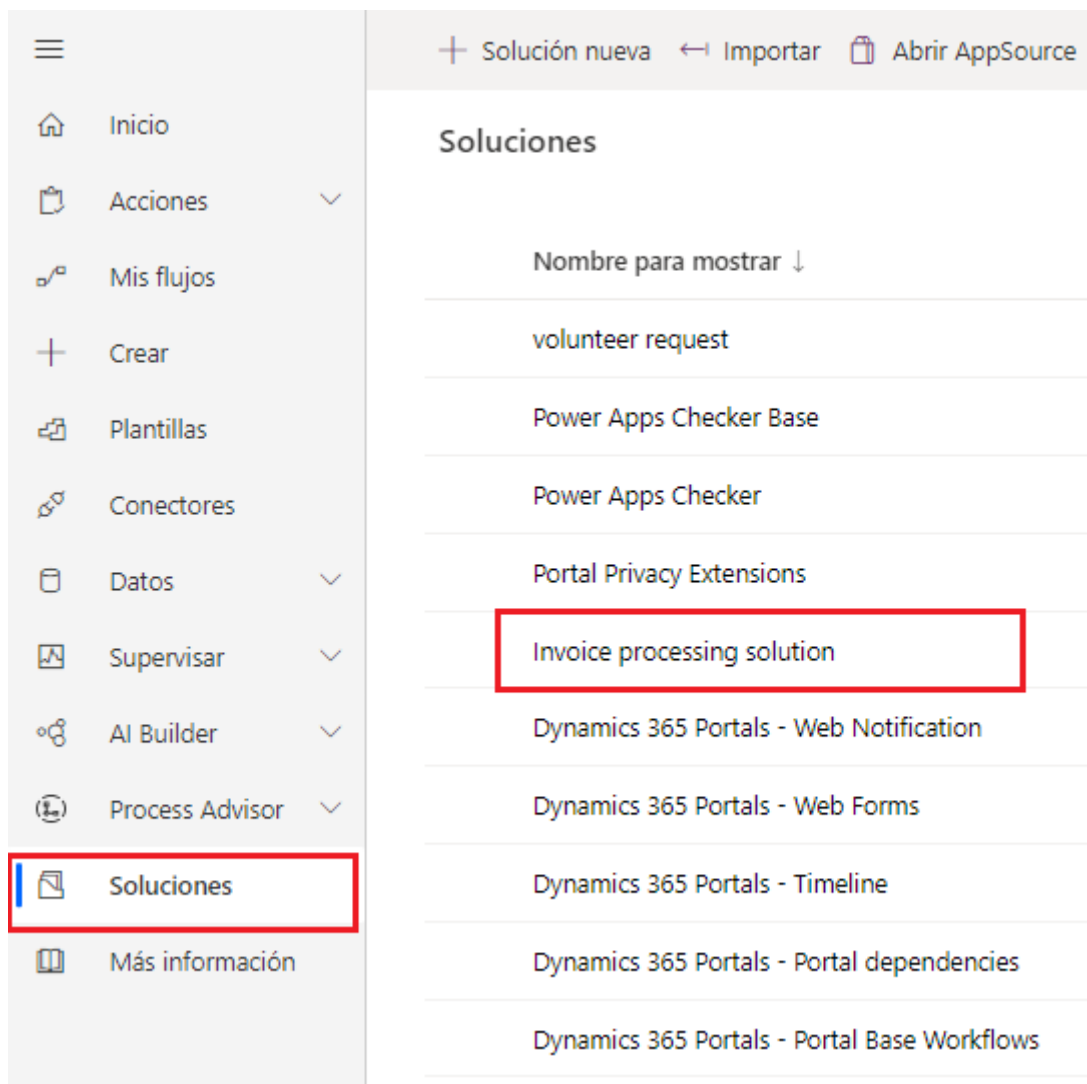 Solución nueva Importar Abrir AppSource
Inicio
Acciones
Mis flujos
Crear
Plantillas
Conectores
Datos
Supervisar
AI Builder
Process Advisor
Soluciones
Más información
Soluciones
Nombre para mostrar ↓
volunteer request
Power Apps Checker Base
Power Apps Checker
Portal Privacy Extensions
Invoice processing solution
Dynamics 365 Portals - Web Notification
Dynamics 365 Portals - Web Forms
Dynamics 365 Portals - Timeline
Dynamics 365 Portals - Portal dependencies
Dynamics 365 Portals - Portal Base Workflows